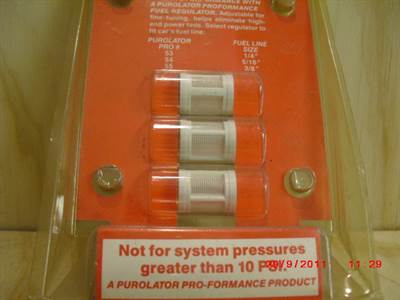 A PUROLATOR PROFORMANCE
FUEL REGULATOR. Adjustable for
fine-tuning, helps eliminate high-
end power fade. Select regulator to
fit car's fuel line.
PUROLATOR FUEL LINE
PRO # SIZE
53 1/4"
54 5/16"
55 3/8"
Not for system pressures
greater than 10 PSI.
29/9/2011 11:29
A PUROLATOR PRO-FORMANCE PRODUCT